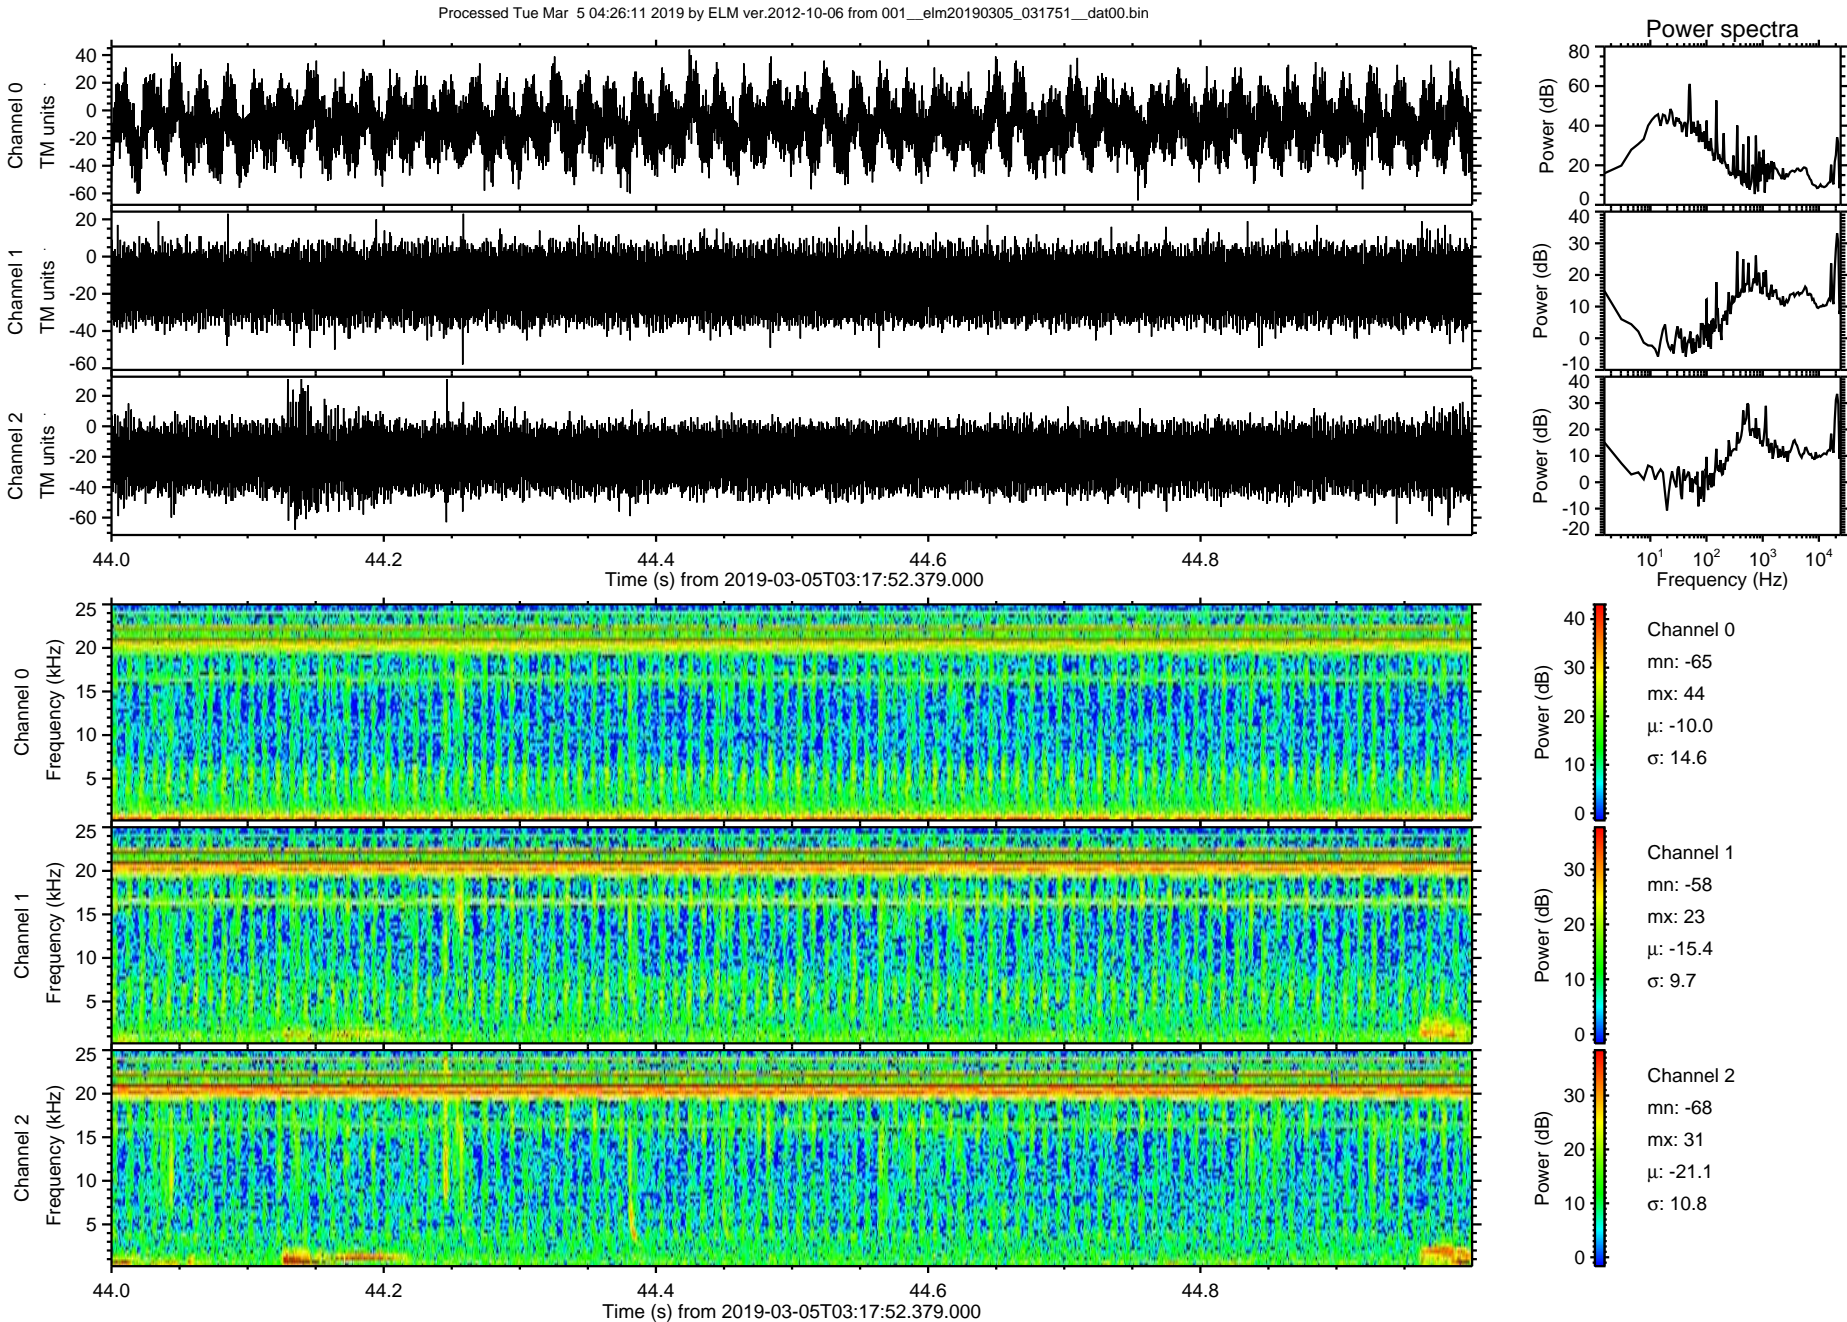 Processed Tue Mar  5 04:26:11 2019 by ELM ver.2012-10-06 from 001__elm20190305_031751__dat00.bin
Power spectra
Channel 0
TM units
40
20
0
-20
-40
-60
Power (dB)
80
60
40
20
0
Channel 1
TM units
20
0
-20
-40
-60
Power (dB)
40
30
20
10
0
-10
Channel 2
TM units
20
0
-20
-40
-60
Power (dB)
40
30
20
10
0
-10
-20
44.0 44.2 44.4 44.6 44.8
Time (s) from 2019-03-05T03:17:52.379.000
10^1 10^2 10^3 10^4
Frequency (Hz)
Channel 0
Frequency (kHz)
25
20
15
10
5
Power (dB)
40
30
20
10
0
Channel 0
mn: -65
mx: 44
μ: -10.0
σ: 14.6
Channel 1
Frequency (kHz)
25
20
15
10
5
Power (dB)
30
20
10
0
Channel 1
mn: -58
mx: 23
μ: -15.4
σ: 9.7
Channel 2
Frequency (kHz)
25
20
15
10
5
Power (dB)
30
20
10
0
Channel 2
mn: -68
mx: 31
μ: -21.1
σ: 10.8
44.0 44.2 44.4 44.6 44.8
Time (s) from 2019-03-05T03:17:52.379.000